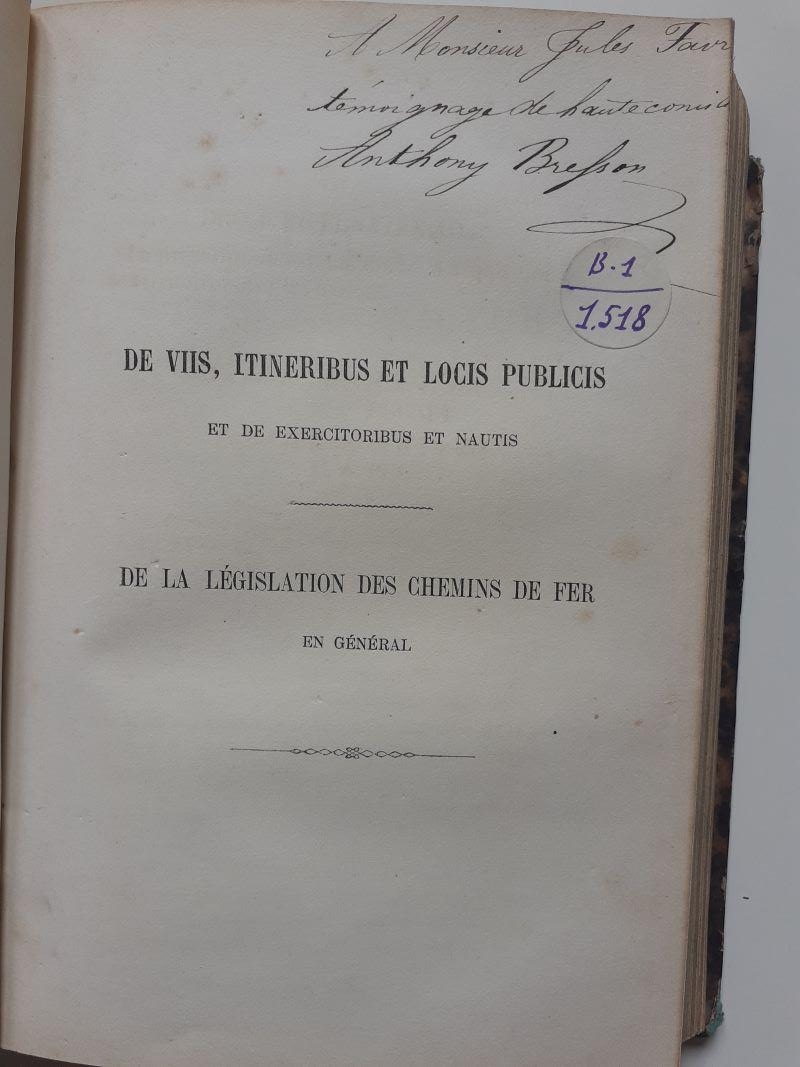 A Monsieur Jules Favr
témoignage de haute consid
Anthony Bresson
B.1
1.518
DE VIIS, ITINERIBUS ET LOCIS PUBLICIS
ET DE EXERCITORIBUS ET NAUTIS
DE LA LÉGISLATION DES CHEMINS DE FER
EN GÉNÉRAL